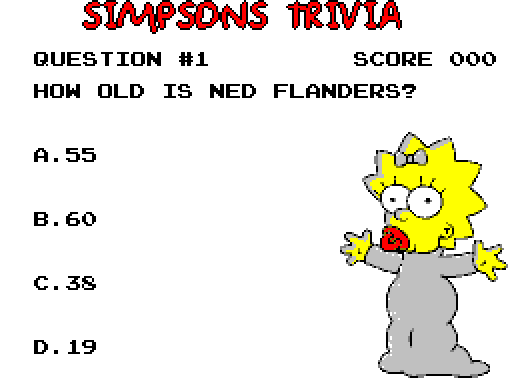 SIMPSONS TRIVIA
QUESTION #1 SCORE 000
HOW OLD IS NED FLANDERS?
A.55
B.60
C.38
D.19